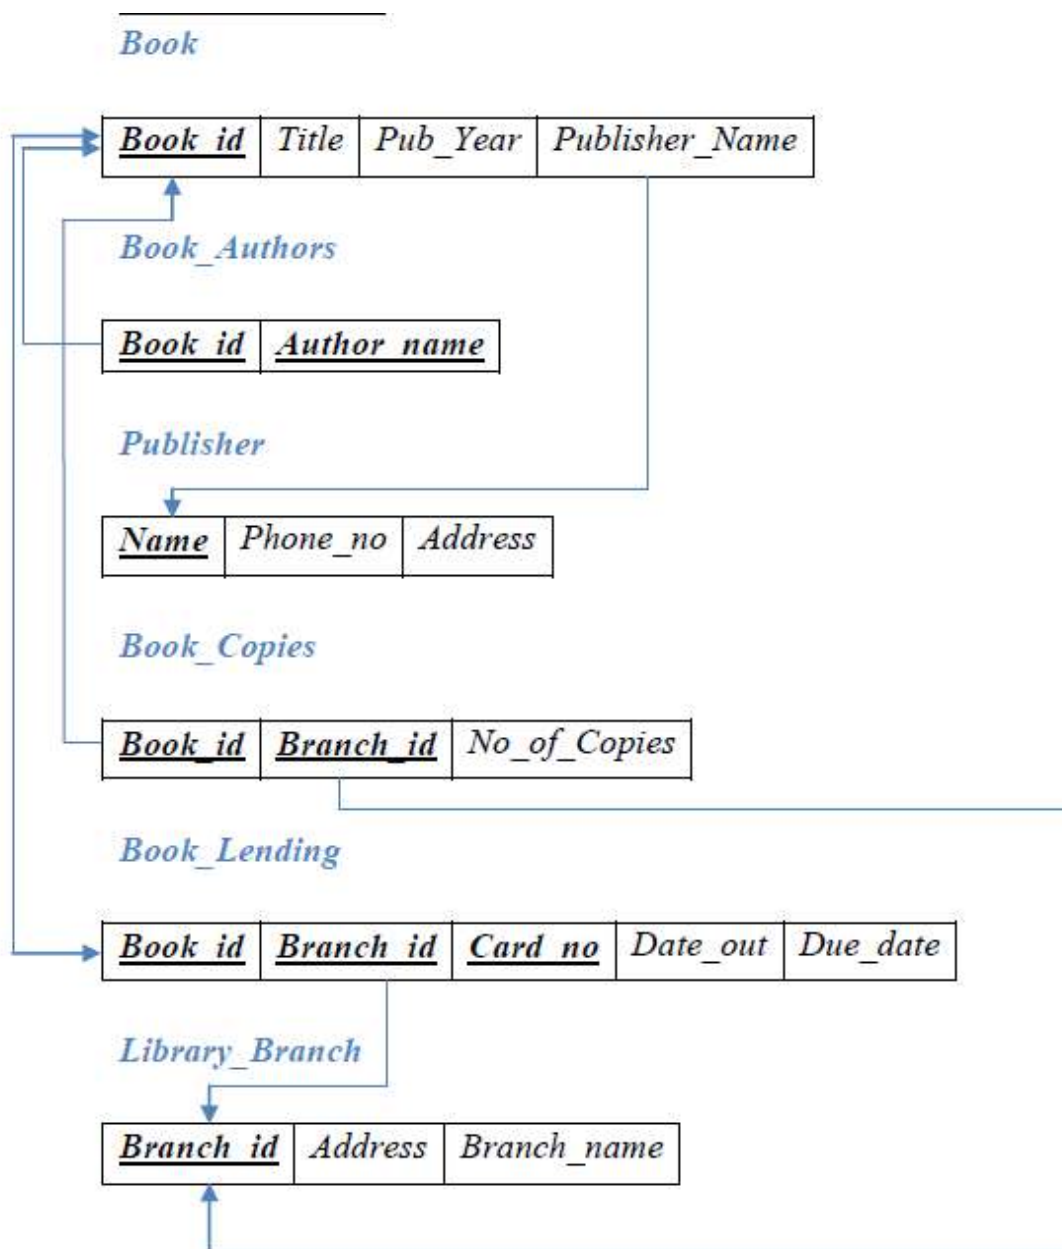 Book
Book_id Title Pub_Year Publisher_Name
Book_Authors
Book_id Author_name
Publisher
Name Phone_no Address
Book_Copies
Book_id Branch_id No_of_Copies
Book_Lending
Book_id Branch_id Card_no Date_out Due_date
Library_Branch
Branch_id Address Branch_name